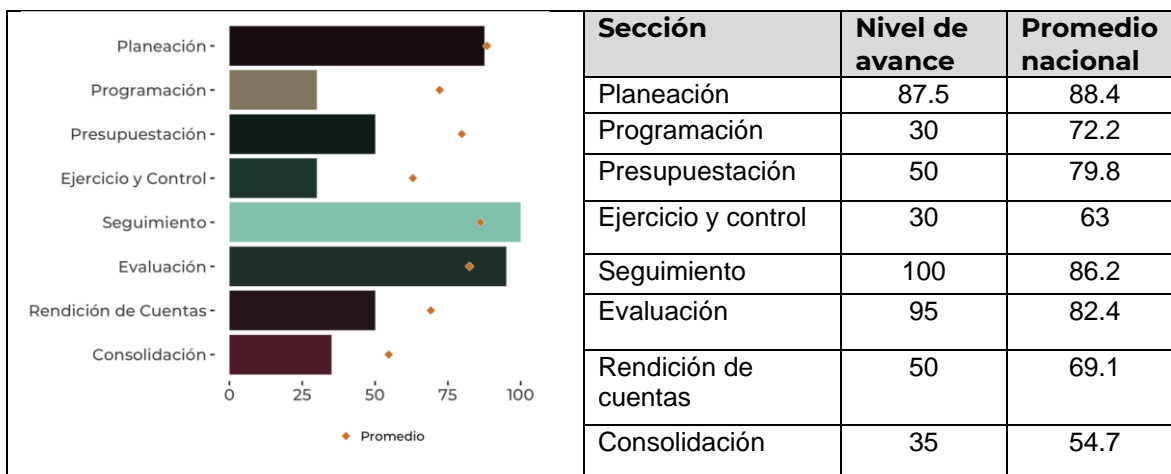 Planeación
Programación
Presupuestación
Ejercicio y Control
Seguimiento
Evaluación
Rendición de Cuentas
Consolidación
0 25 50 75 100
Promedio
Sección Nivel de avance Promedio nacional
Planeación 87.5 88.4
Programación 30 72.2
Presupuestación 50 79.8
Ejercicio y control 30 63
Seguimiento 100 86.2
Evaluación 95 82.4
Rendición de cuentas 50 69.1
Consolidación 35 54.7